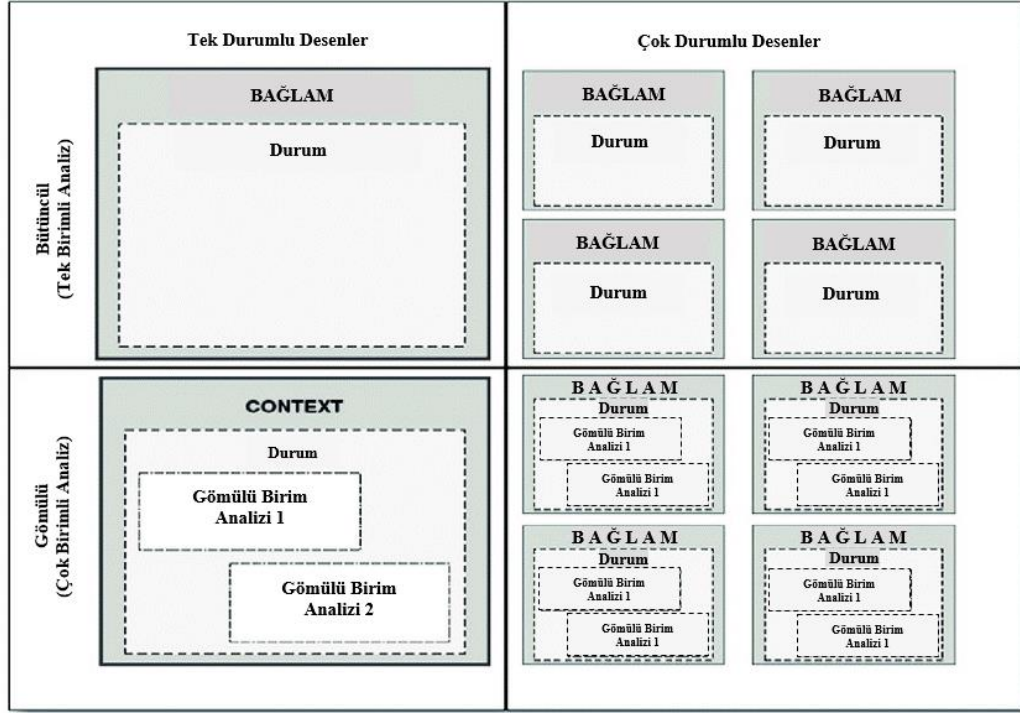 Tek Durumlu Desenler
Çok Durumlu Desenler
Bütüncül
(Tek Birimli Analiz)
BAĞLAM
Durum
BAĞLAM
Durum
BAĞLAM
Durum
BAĞLAM
Durum
BAĞLAM
Durum
Gömülü
(Çok Birimli Analiz)
CONTEXT
Durum
Gömülü Birim
Analizi 1
Gömülü Birim
Analizi 2
BAĞLAM
Durum
Gömülü Birim
Analizi 1
Gömülü Birim
Analizi 1
BAĞLAM
Durum
Gömülü Birim
Analizi 1
Gömülü Birim
Analizi 1
BAĞLAM
Durum
Gömülü Birim
Analizi 1
Gömülü Birim
Analizi 1
BAĞLAM
Durum
Gömülü Birim
Analizi 1
Gömülü Birim
Analizi 1